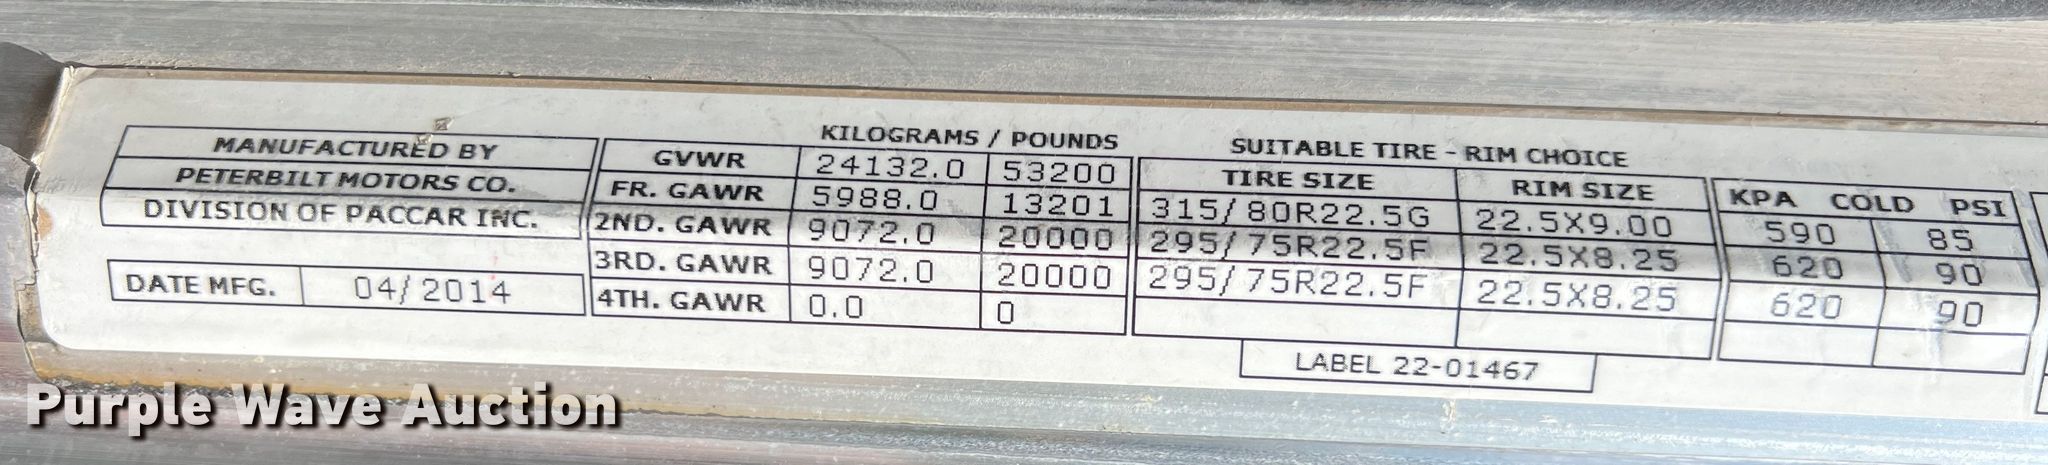 MANUFACTURED BY
PETERBILT MOTORS CO.
DIVISION OF PACCAR INC.
DATE MFG. 04/2014
KILOGRAMS / POUNDS
GVWR 24132.0 53200
FR. GAWR 5988.0 13201
2ND. GAWR 9072.0 20000
3RD. GAWR 9072.0 20000
4TH. GAWR 0.0 0
SUITABLE TIRE - RIM CHOICE
TIRE SIZE RIM SIZE KPA COLD PSI
315/80R22.5G 22.5X9.00 590 85
295/75R22.5F 22.5X8.25 620 90
295/75R22.5F 22.5X8.25 620 90
LABEL 22-01467
Purple Wave Auction